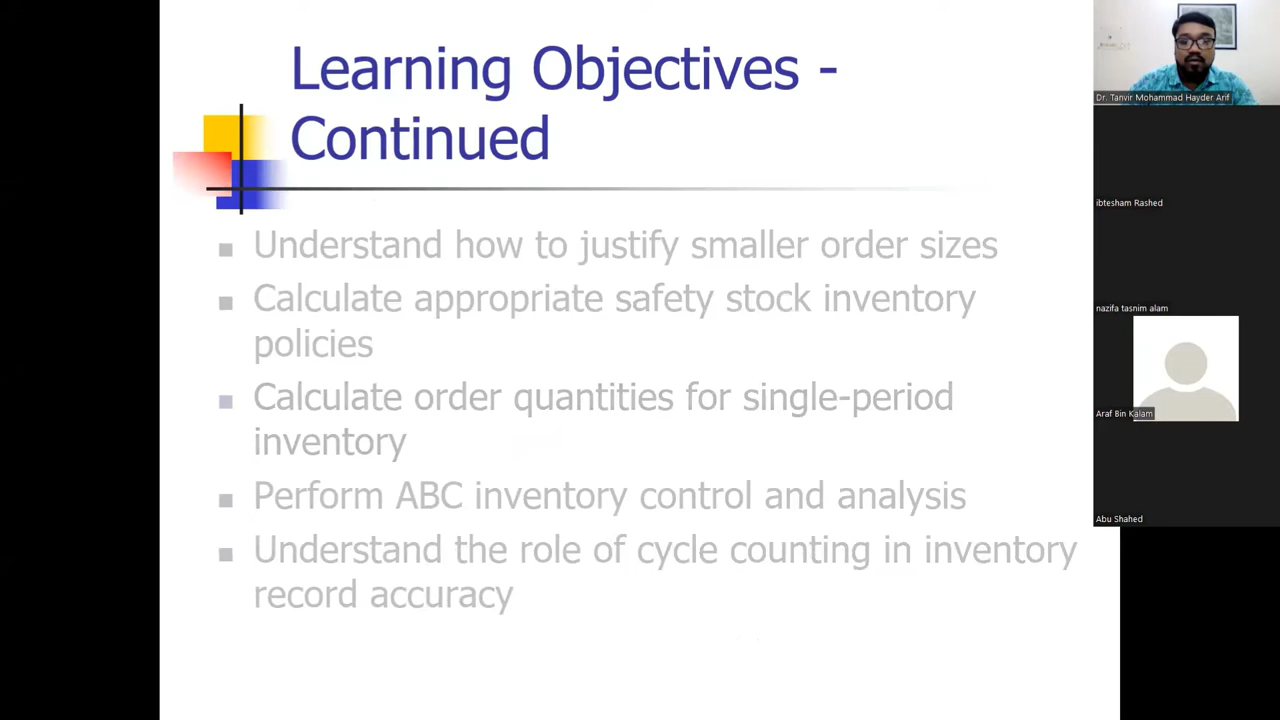 Learning Objectives -
Continued
Understand how to justify smaller order sizes
Calculate appropriate safety stock inventory
policies
Calculate order quantities for single-period
inventory
Perform ABC inventory control and analysis
Understand the role of cycle counting in inventory
record accuracy
Dr. Tanvir Mohammad Hayder Arif
ibtesham Rashed
nazifa tasnim alam
Araf Bin Kalam
Abu Shahed